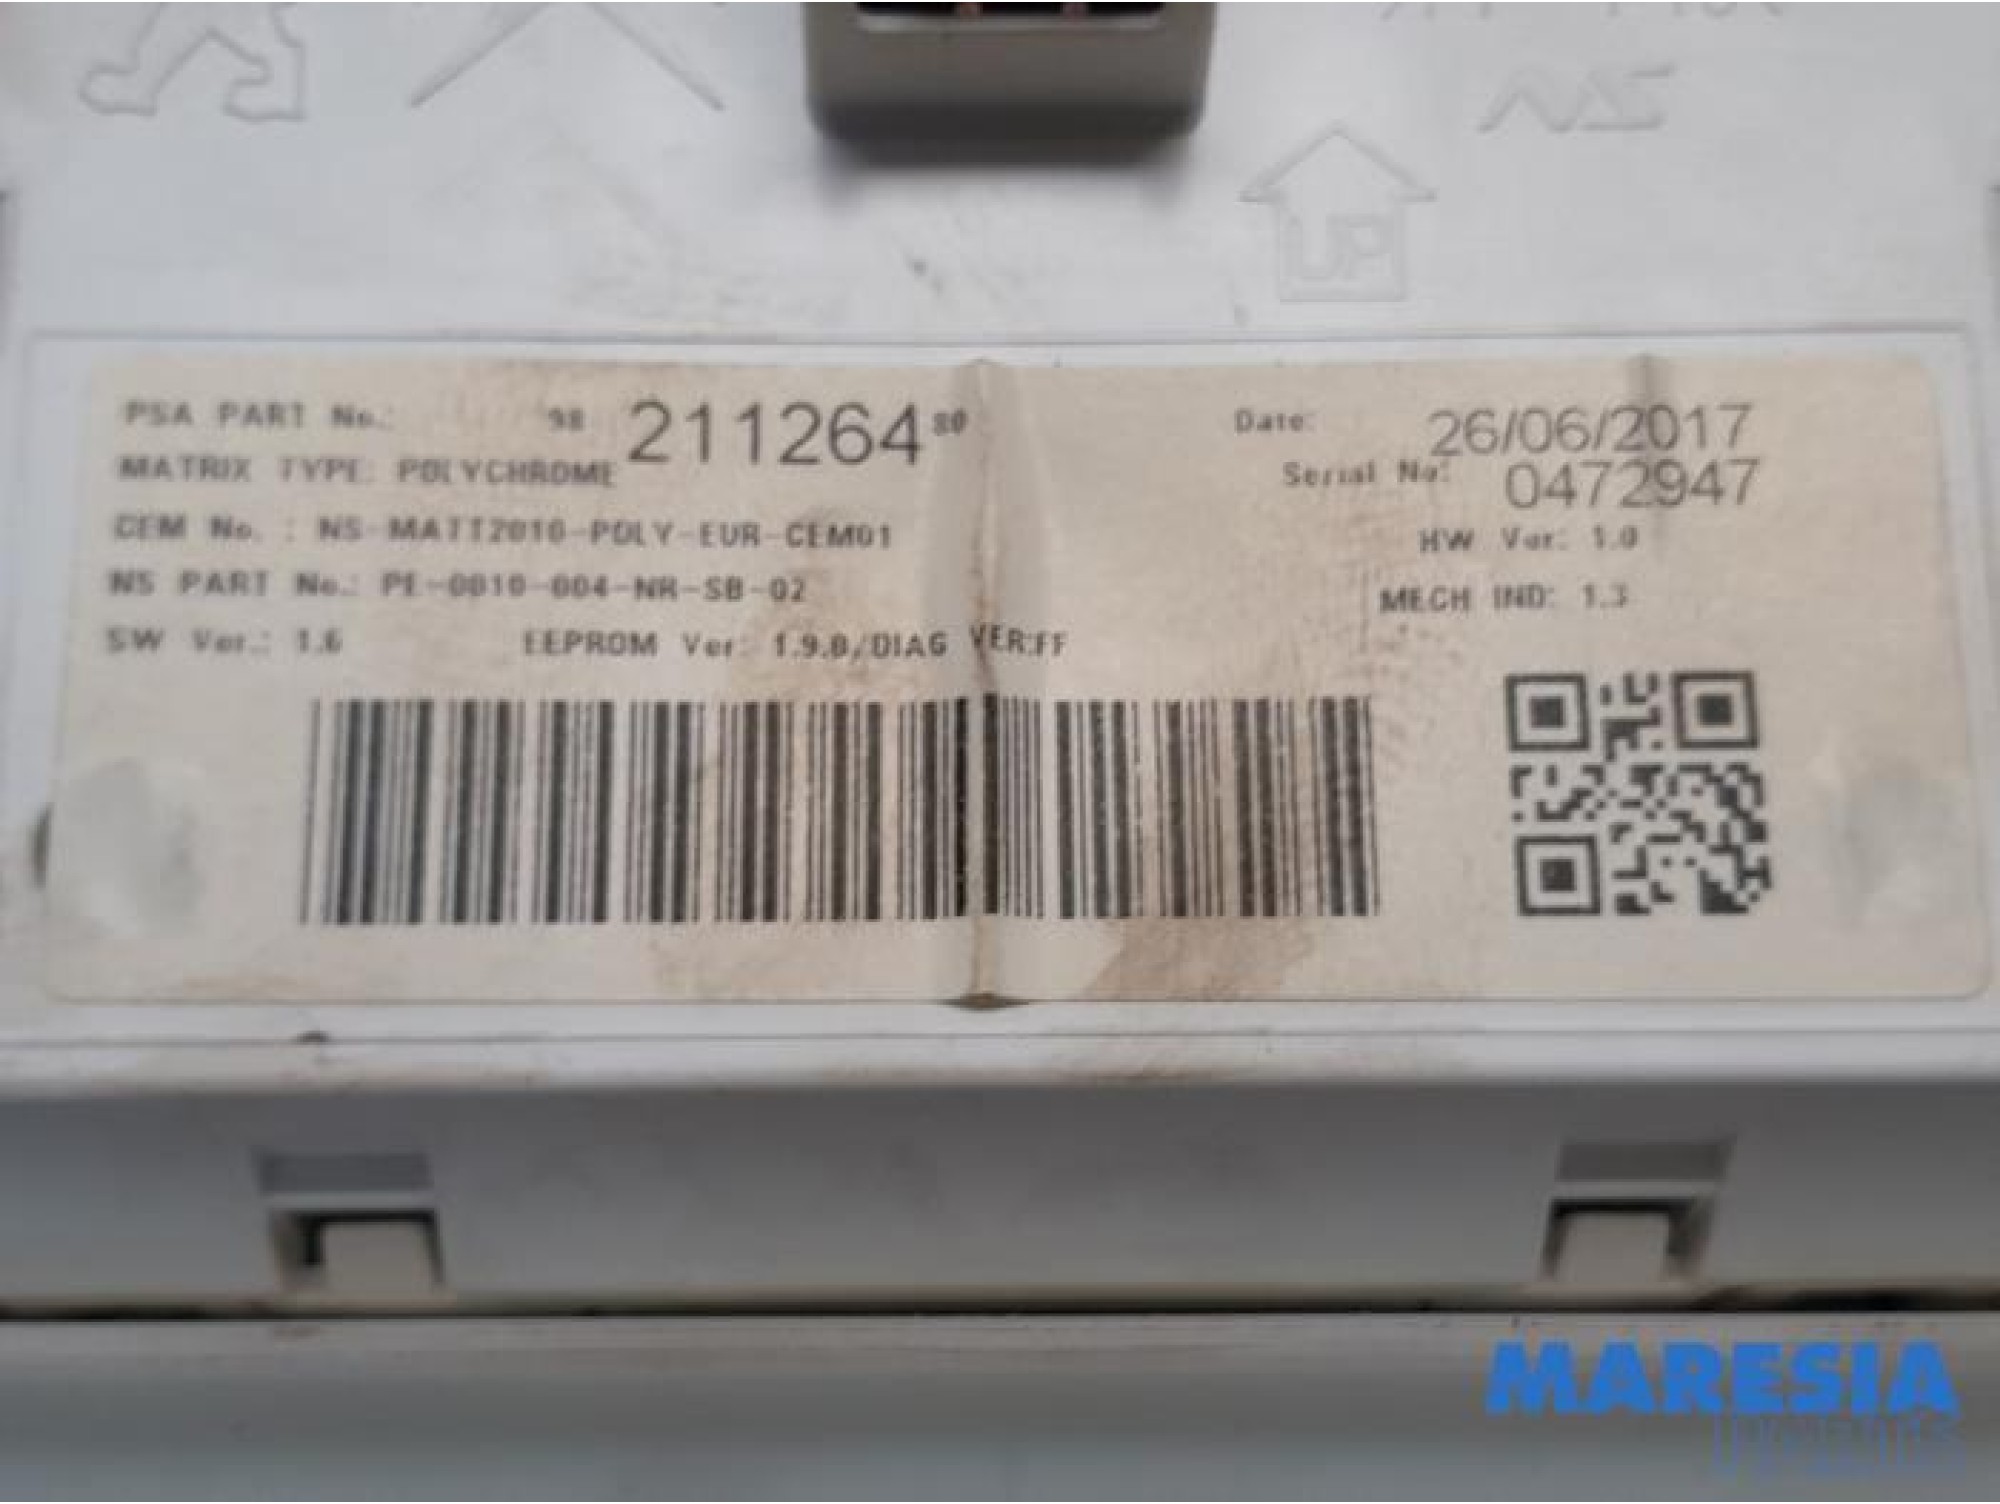 NS
UP
PSA PART No.: 98 211264 80 Date: 26/06/2017
MATRIX TYPE: POLYCHROME Serial No: 0472947
CEM No. : NS-MATT2010-POLY-EUR-CEM01 HW Ver: 1.0
NS PART No.: PE-0010-004-NR-SB-02 MECH IND: 1.3
SW Ver.: 1.6 EEPROM Ver: 1.9.0/DIAG VER:FF
MARESIA